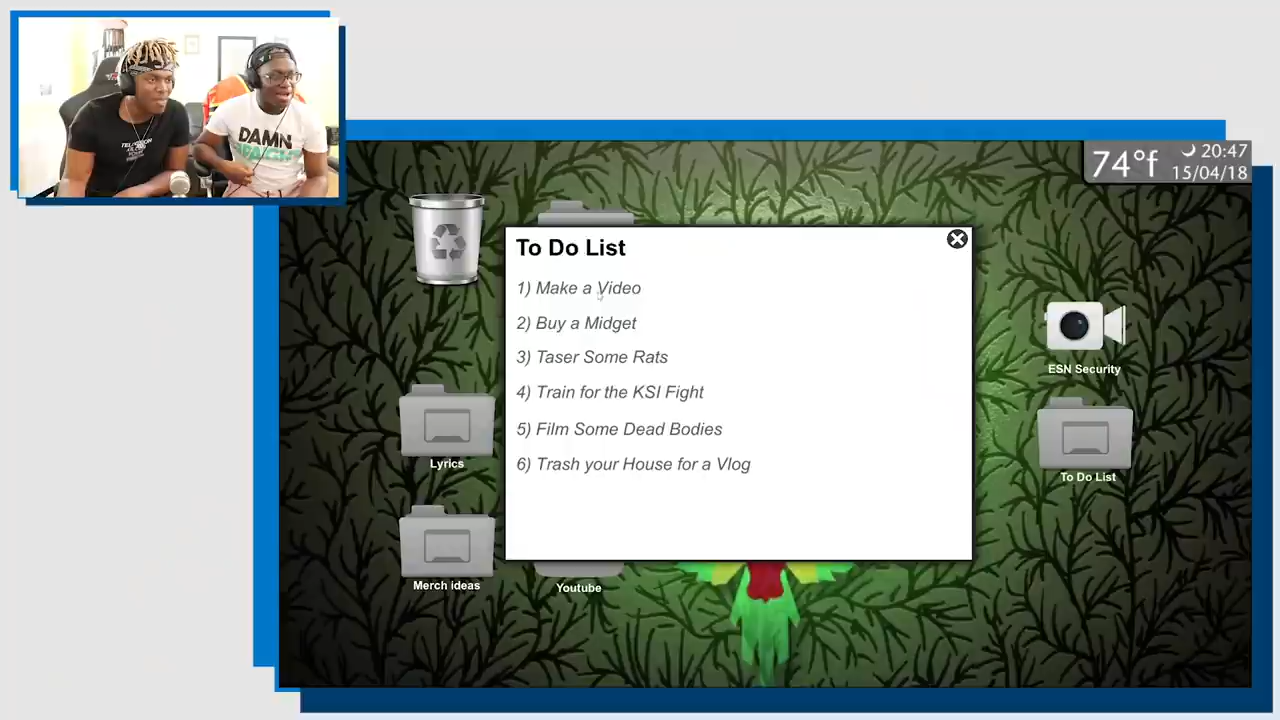 DAMN
74°f
20:47
15/04/18
To Do List
1) Make a Video
2) Buy a Midget
3) Taser Some Rats
4) Train for the KSI Fight
5) Film Some Dead Bodies
6) Trash your House for a Vlog
ESN Security
To Do List
Lyrics
Merch ideas
Youtube